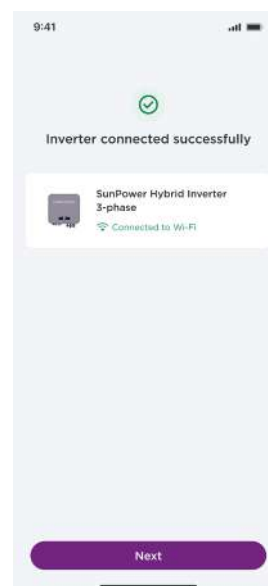 9:41
Inverter connected successfully
SunPower Hybrid Inverter
3-phase
Connected to Wi-Fi
Next